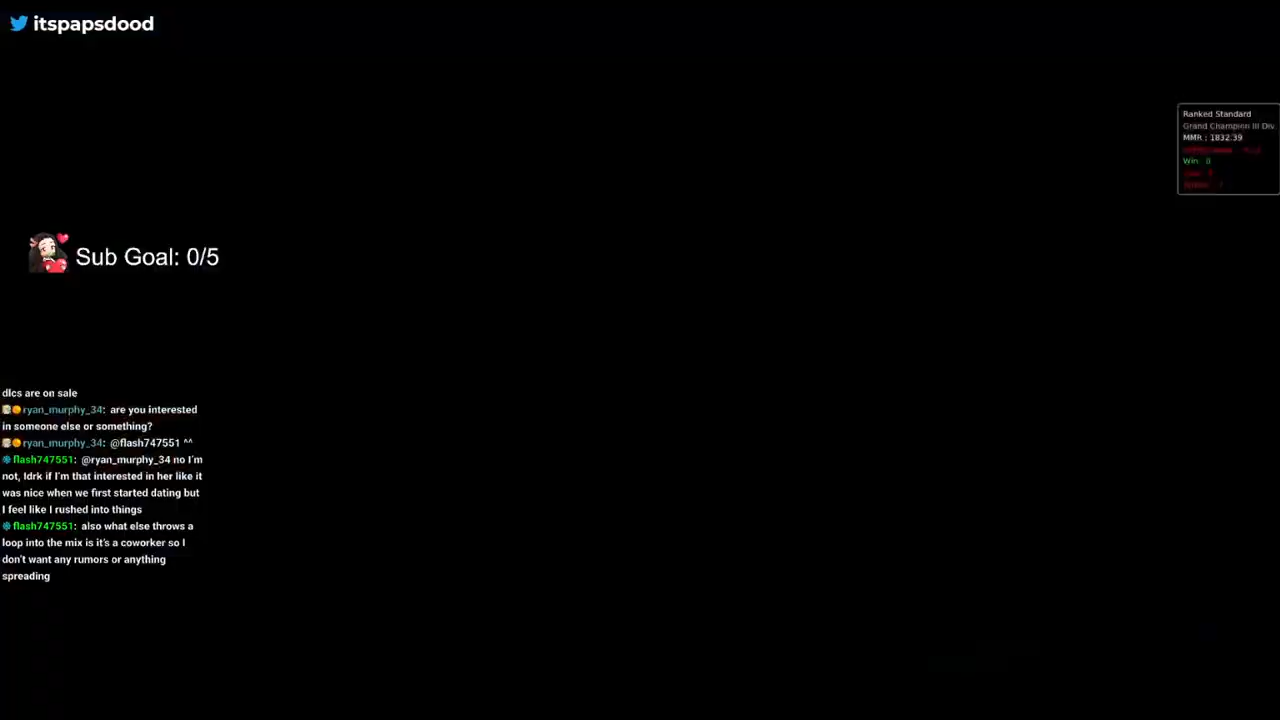 itspapsdood
Ranked Standard
Grand Champion III Div
MMR : 1832.39
Win: 0
Sub Goal: 0/5
dlcs are on sale
ryan_murphy_34: are you interested
in someone else or something?
ryan_murphy_34: @flash747551 ^^
flash747551: @ryan_murphy_34 no I'm
not, Idrk if I'm that interested in her like it
was nice when we first started dating but
I feel like I rushed into things
flash747551: also what else throws a
loop into the mix is it's a coworker so I
don't want any rumors or anything
spreading